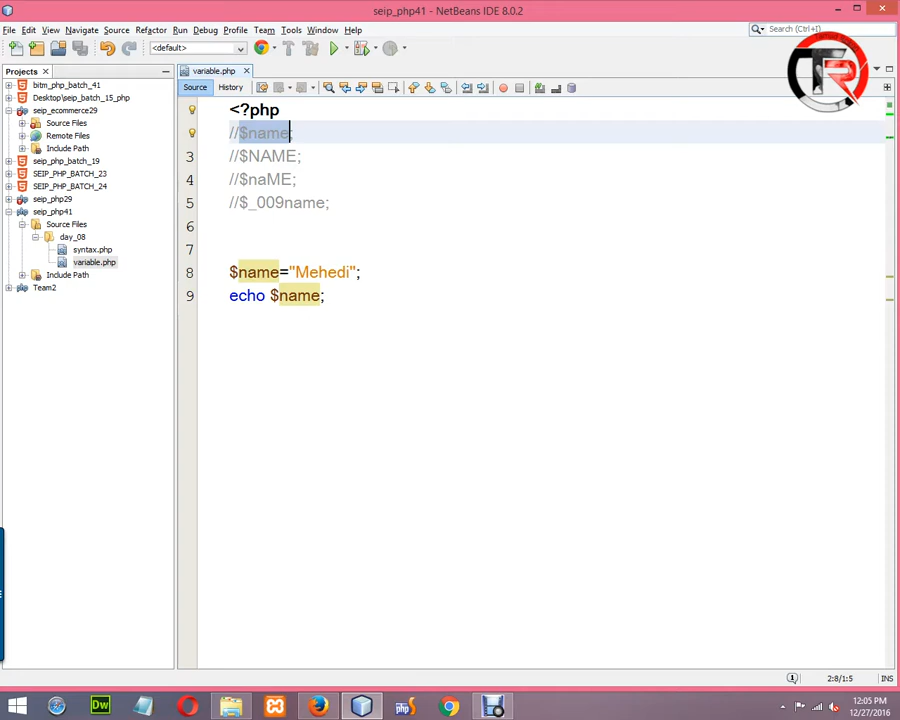 seip_php41 - NetBeans IDE 8.0.2
File Edit View Navigate Source Refactor Run Debug Profile Team Tools Window Help
Search (Ctrl+I)
<default>
TR
Projects
variable.php
Source History
bitm_php_batch_41
Desktop\seip_batch_15_php
seip_ecommerce29
Source Files
Remote Files
Include Path
seip_php_batch_19
SEIP_PHP_BATCH_23
SEIP_PHP_BATCH_24
seip_php29
seip_php41
Source Files
day_08
syntax.php
variable.php
Include Path
Team2
<?php
//$name;
3 //$NAME;
4 //$naME;
5 //$_009name;
6
7
8 $name="Mehedi";
9 echo $name;
2:8/1:5 INS
Dw
php
12:05 PM
12/27/2016